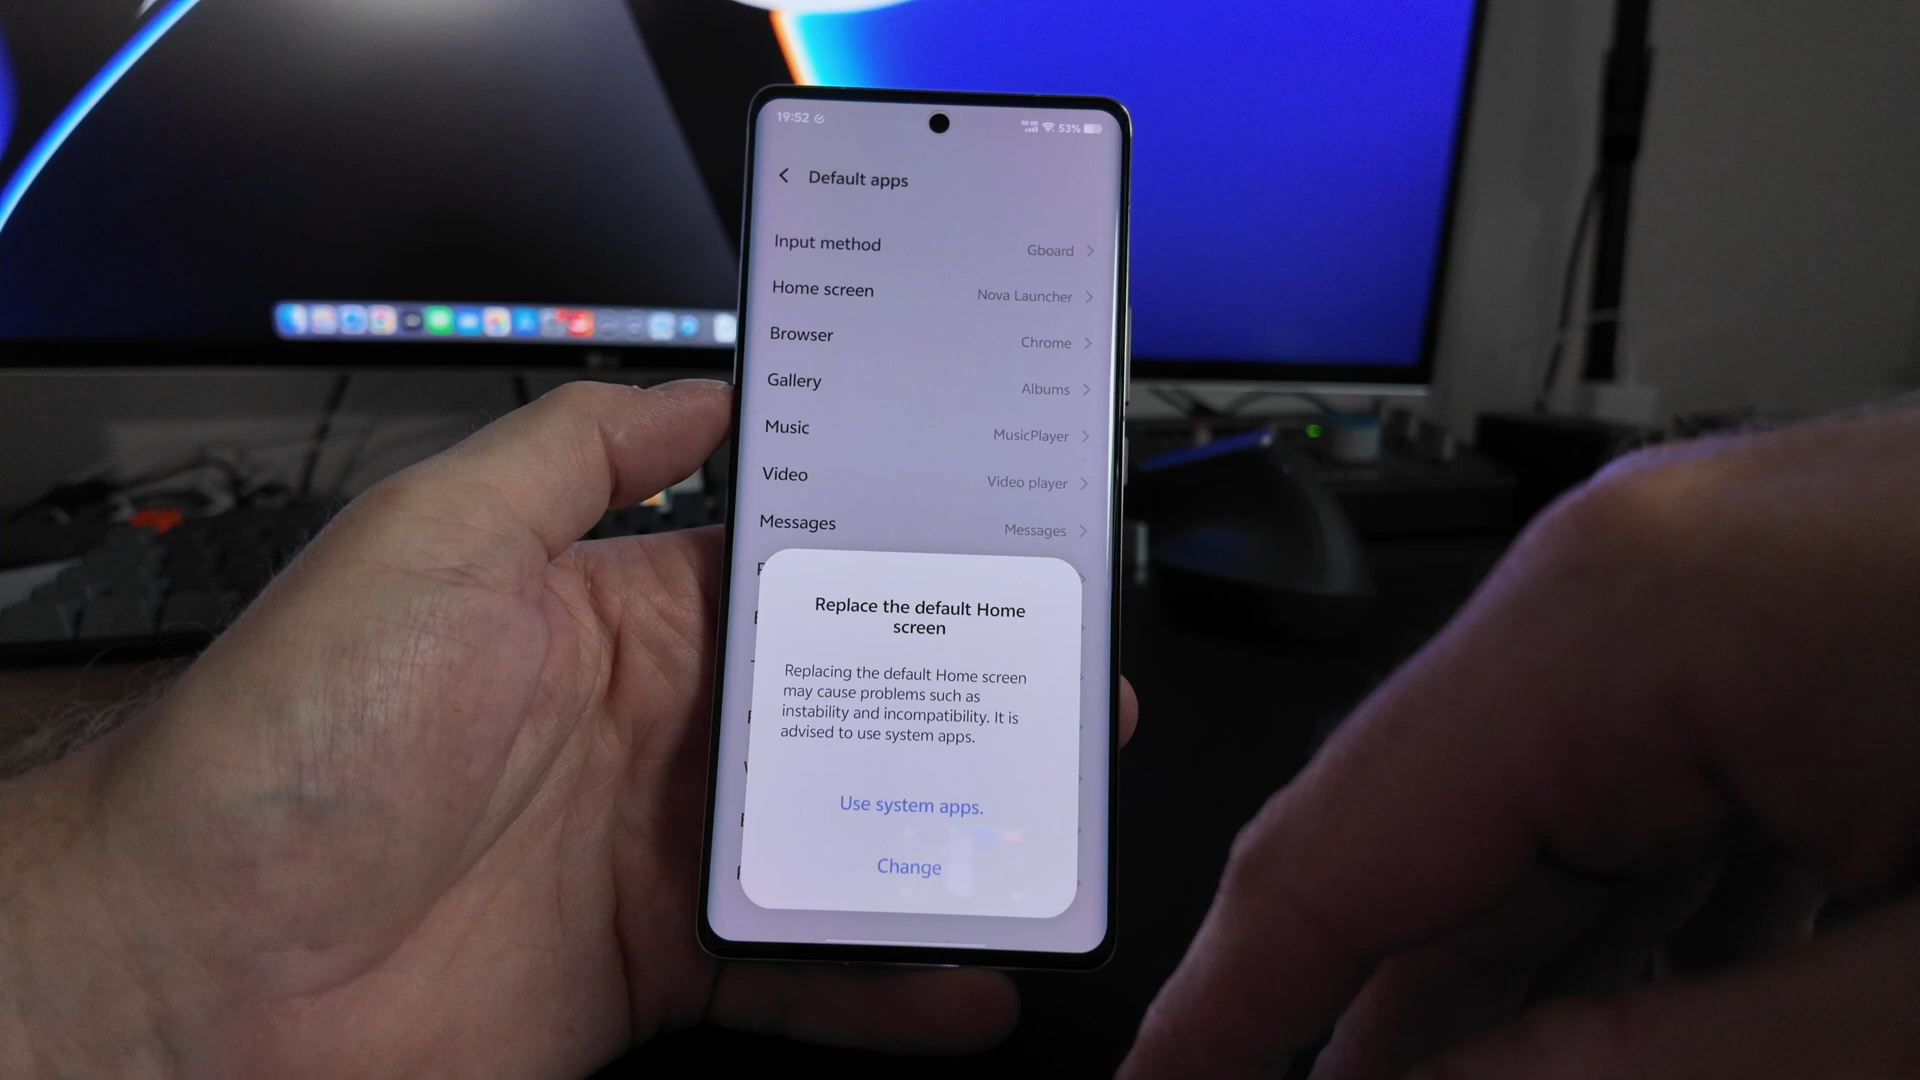 19:52
53%
Default apps
Input method Gboard
Home screen Nova Launcher
Browser Chrome
Gallery Albums
Music MusicPlayer
Video Video player
Messages Messages
Replace the default Home
screen
Replacing the default Home screen
may cause problems such as
instability and incompatibility. It is
advised to use system apps.
Use system apps.
Change